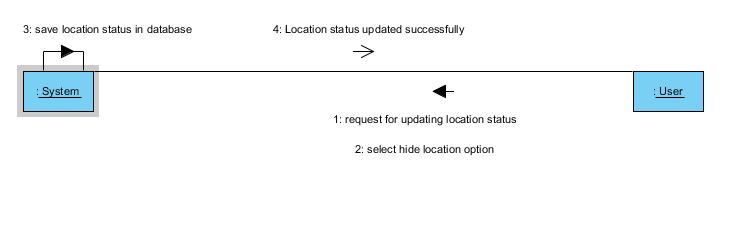 3: save location status in database
4: Location status updated successfully
: System
: User
1: request for updating location status
2: select hide location option